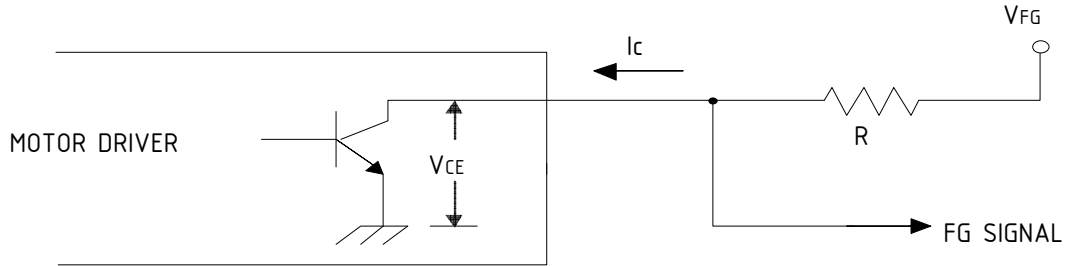 VFG
Ic
MOTOR DRIVER
VCE
R
FG SIGNAL